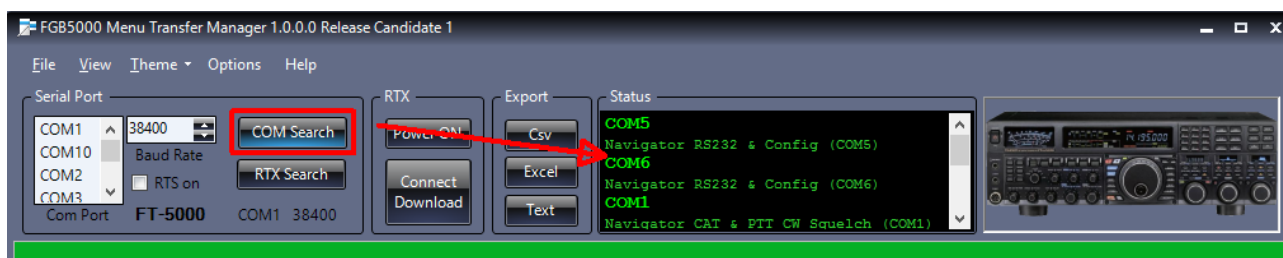 FGB5000 Menu Transfer Manager 1.0.0.0 Release Candidate 1
File View Theme Options Help
Serial Port
COM1
COM10
COM2
COM3
Com Port
38400
Baud Rate
RTS on
FT-5000
COM Search
RTX Search
COM1 38400
RTX
Power ON
Connect
Download
Export
Csv
Excel
Text
Status
COM5
Navigator RS232 & Config (COM5)
COM6
Navigator RS232 & Config (COM6)
COM1
Navigator CAT & PTT CW Squelch (COM1)
14.195.000